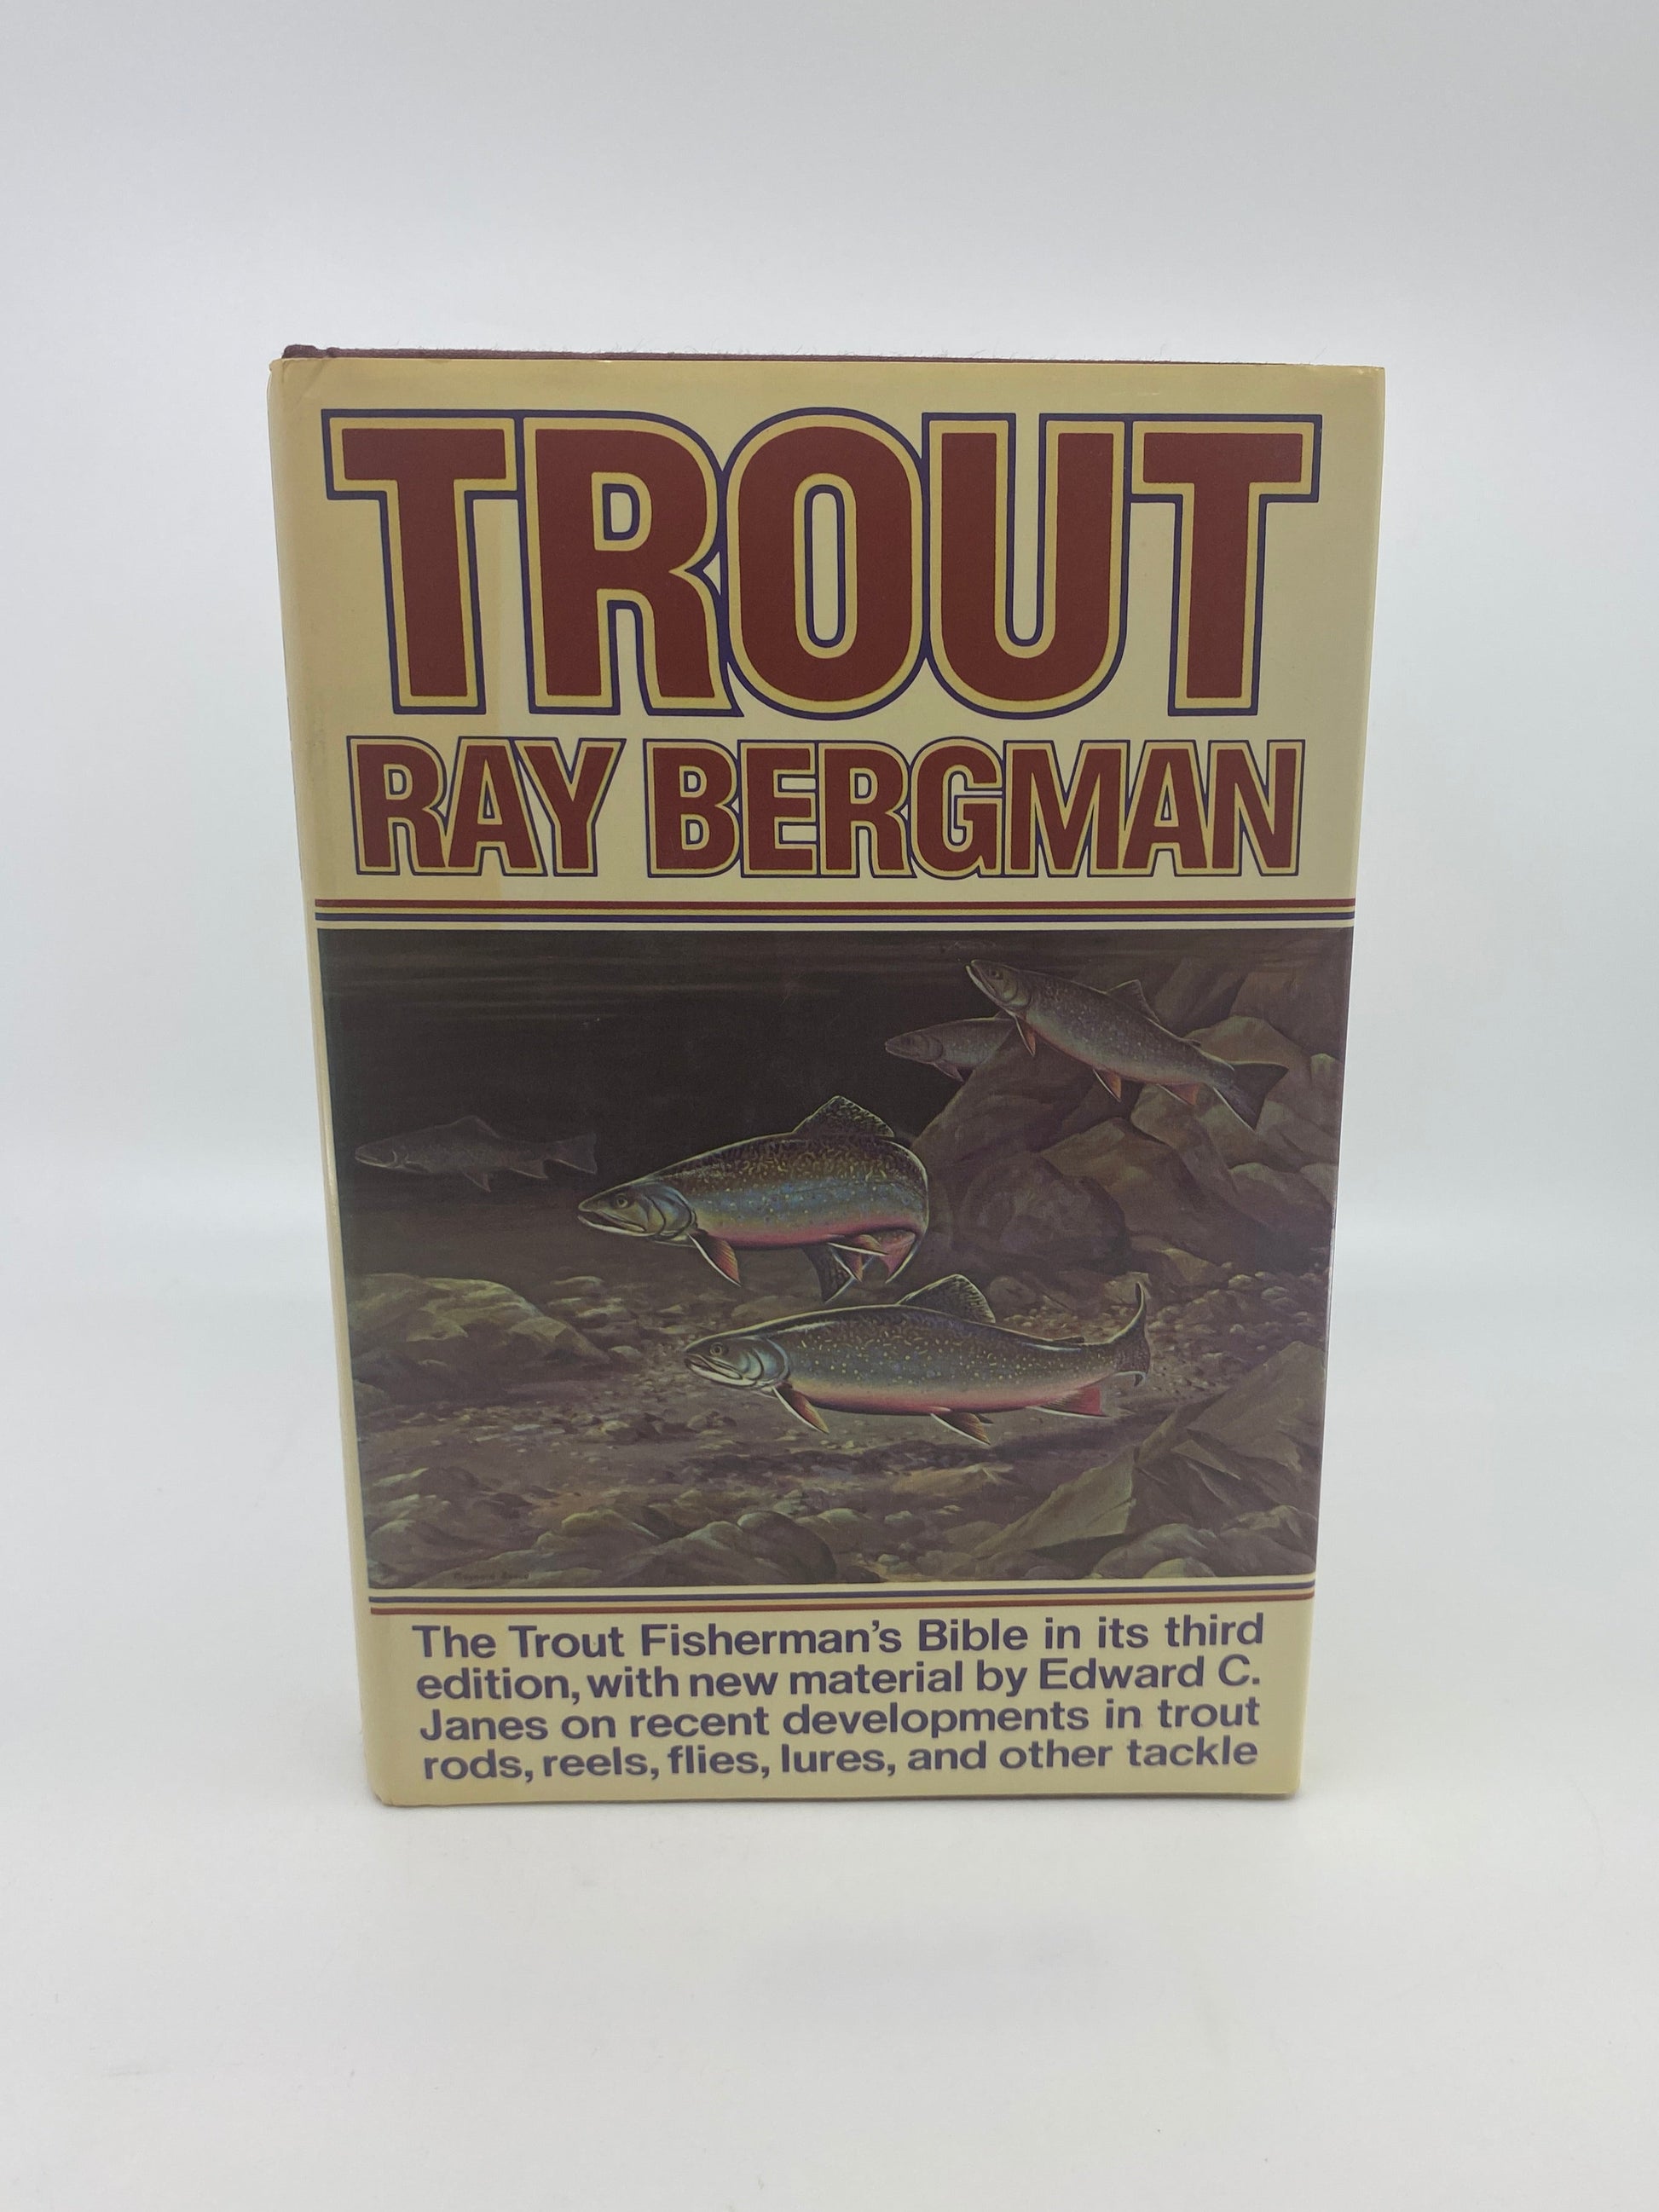 TROUT
RAY BERGMAN
The Trout Fisherman's Bible in its third
edition, with new material by Edward C.
Janes on recent developments in trout
rods, reels, flies, lures, and other tackle